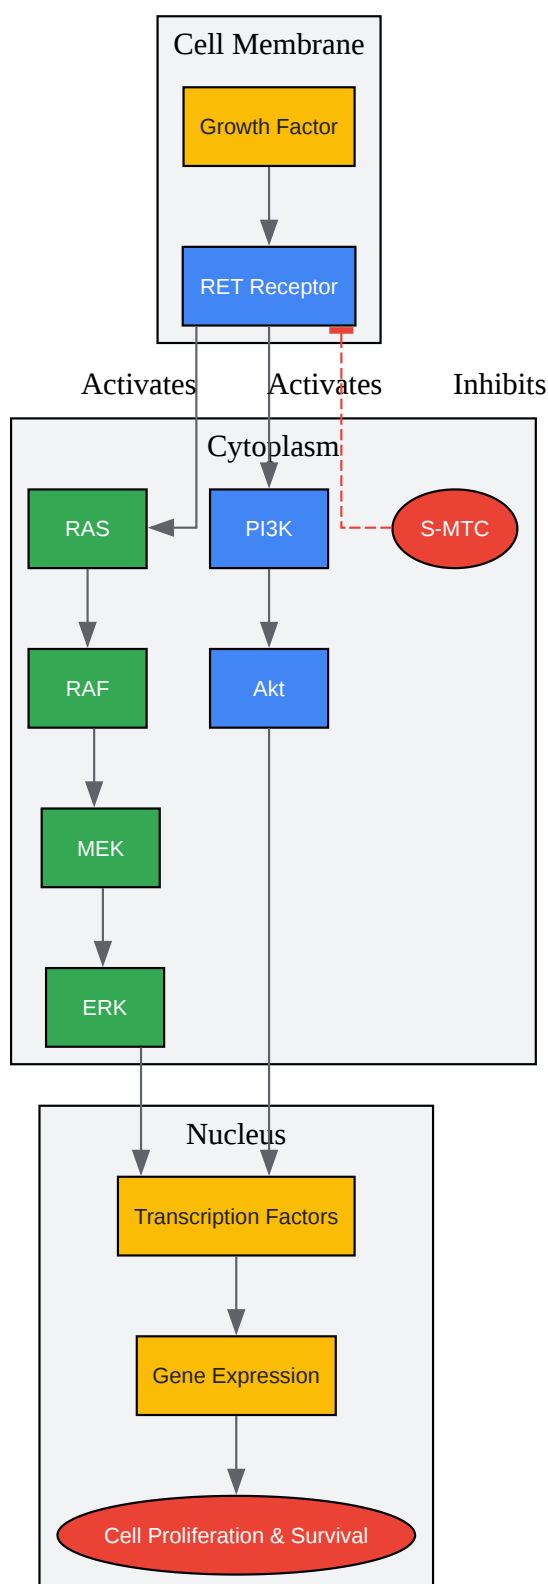 Cell Membrane
Growth Factor
RET Receptor
Activates
Activates
Inhibits
Cytoplasm
RAS
PI3K
S-MTC
RAF
Akt
MEK
ERK
Nucleus
Transcription Factors
Gene Expression
Cell Proliferation & Survival